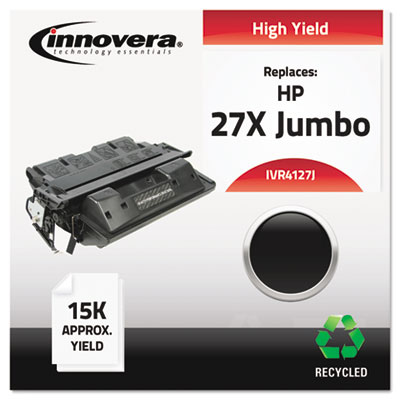 innovera
technology essentials
High Yield
Replaces:
HP
27X Jumbo
IVR4127J
15K
APPROX.
YIELD
RECYCLED